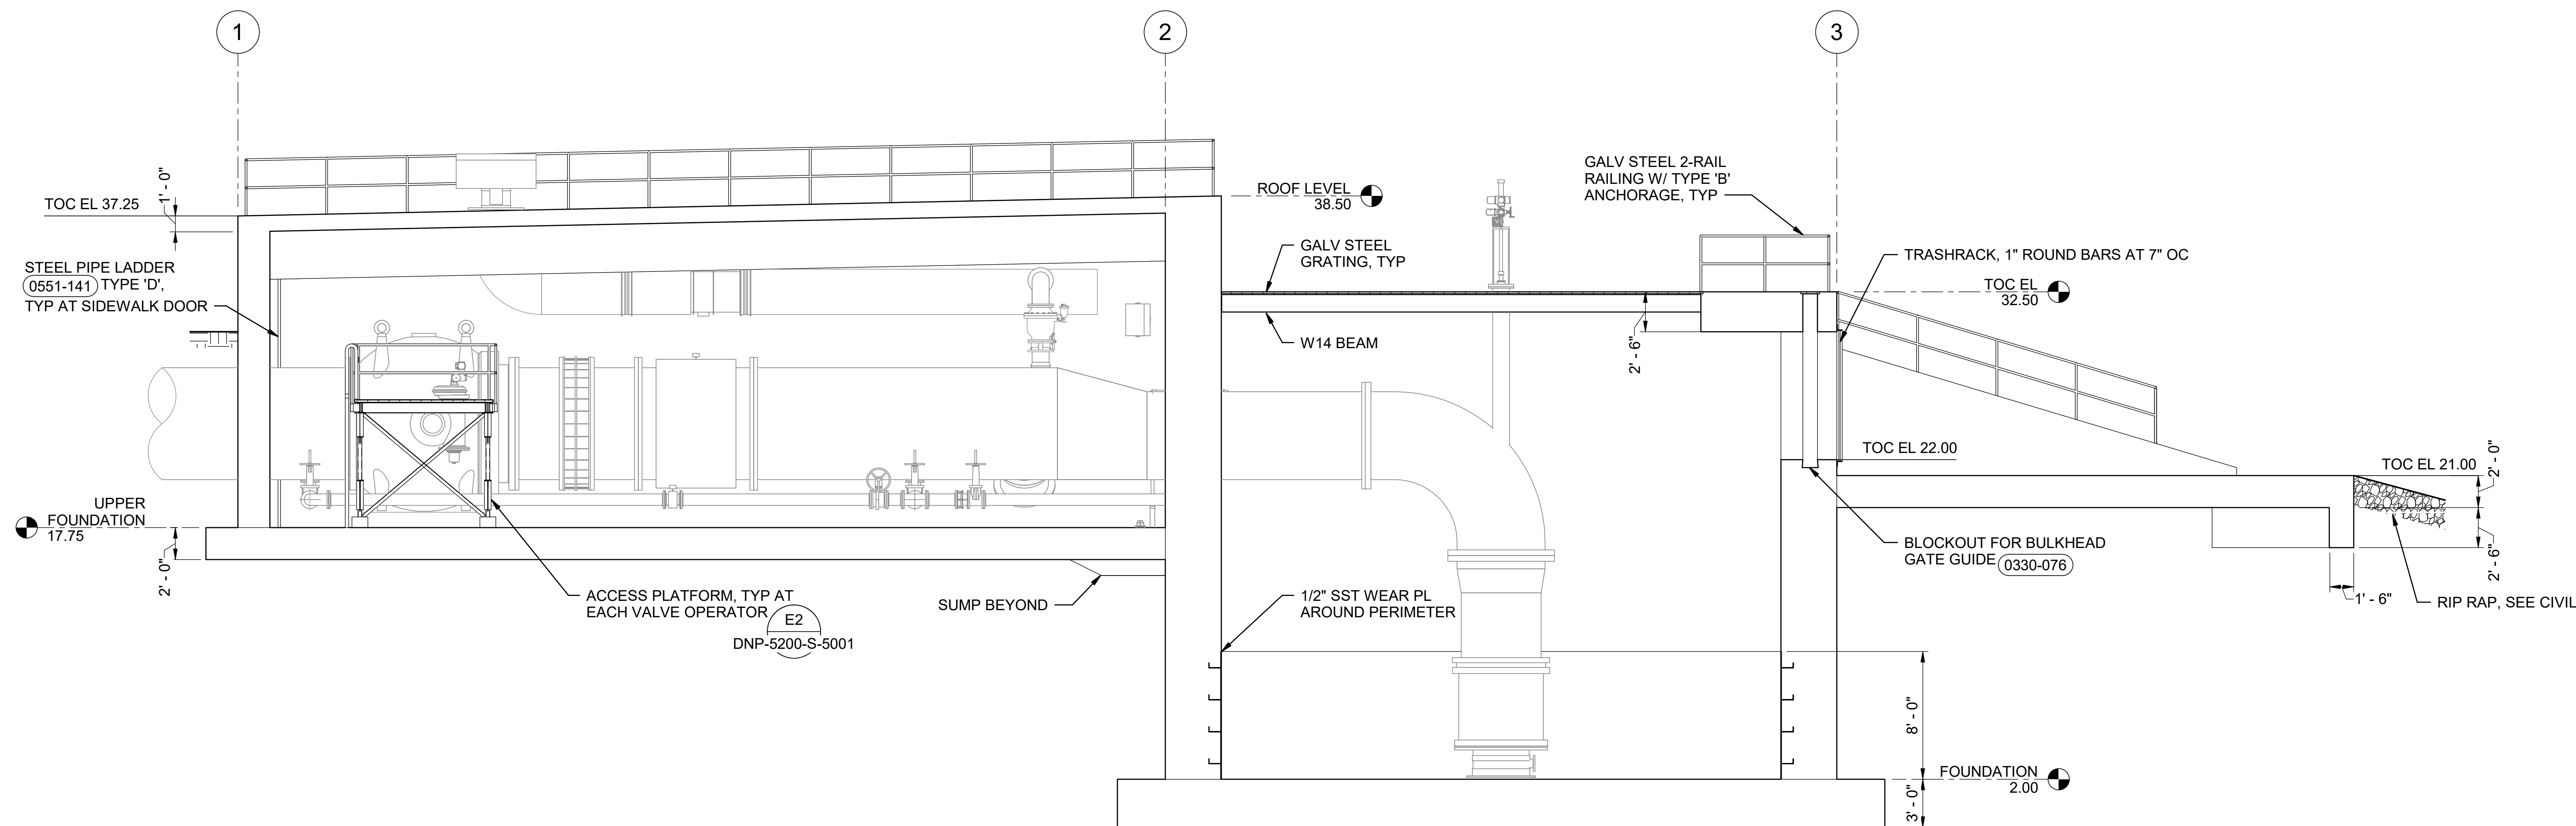 1
2
3
TOC EL 37.25
1' - 0"
ROOF LEVEL
38.50
GALV STEEL 2-RAIL
RAILING W/ TYPE 'B'
ANCHORAGE, TYP
GALV STEEL
GRATING, TYP
TRASHRACK, 1" ROUND BARS AT 7" OC
STEEL PIPE LADDER
0551-141 TYPE 'D',
TYP AT SIDEWALK DOOR
TOC EL
32.50
W14 BEAM
2' - 6"
TOC EL 22.00
TOC EL 21.00
2' - 0"
UPPER
FOUNDATION
17.75
2' - 0"
BLOCKOUT FOR BULKHEAD
GATE GUIDE 0330-076
2' - 6"
1' - 6"
RIP RAP, SEE CIVIL
ACCESS PLATFORM, TYP AT
EACH VALVE OPERATOR
E2
DNP-5200-S-5001
SUMP BEYOND
1/2" SST WEAR PL
AROUND PERIMETER
8' - 0"
FOUNDATION
2.00
3' - 0"